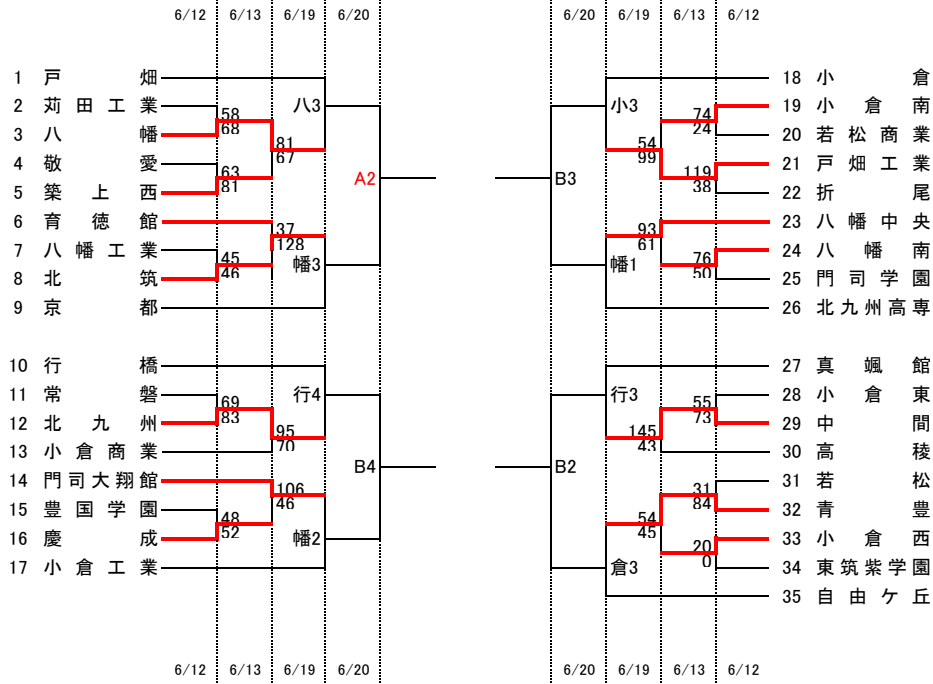 6/12 6/13 6/19 6/20 6/20 6/19 6/13 6/12
1 戸畑 18 小倉
2 苅田工業 58 八3 小3 74 19 小倉南
3 八幡 68 81 54 24 20 若松商業
4 敬愛 63 67 99 119 21 戸畑工業
5 築上西 81 A2 B3 38 22 折尾
6 育徳館 37 93 23 八幡中央
7 八幡工業 45 128 61 76 24 八幡南
8 北筑 46 幡3 幡1 50 25 門司学園
9 京都 26 北九州高専
10 行橋 27 真颯館
11 常磐 69 行4 行3 55 28 小倉東
12 北九州 83 95 145 73 29 中間
13 小倉商業 70 43 30 高稜
14 門司大翔館 106 B4 B2 31 31 若松
15 豊国学園 48 46 54 84 32 青豊
16 慶成 52 幡2 45 20 33 小倉西
17 小倉工業 倉3 0 34 東筑紫学園
35 自由ケ丘
6/12 6/13 6/19 6/20 6/20 6/19 6/13 6/12